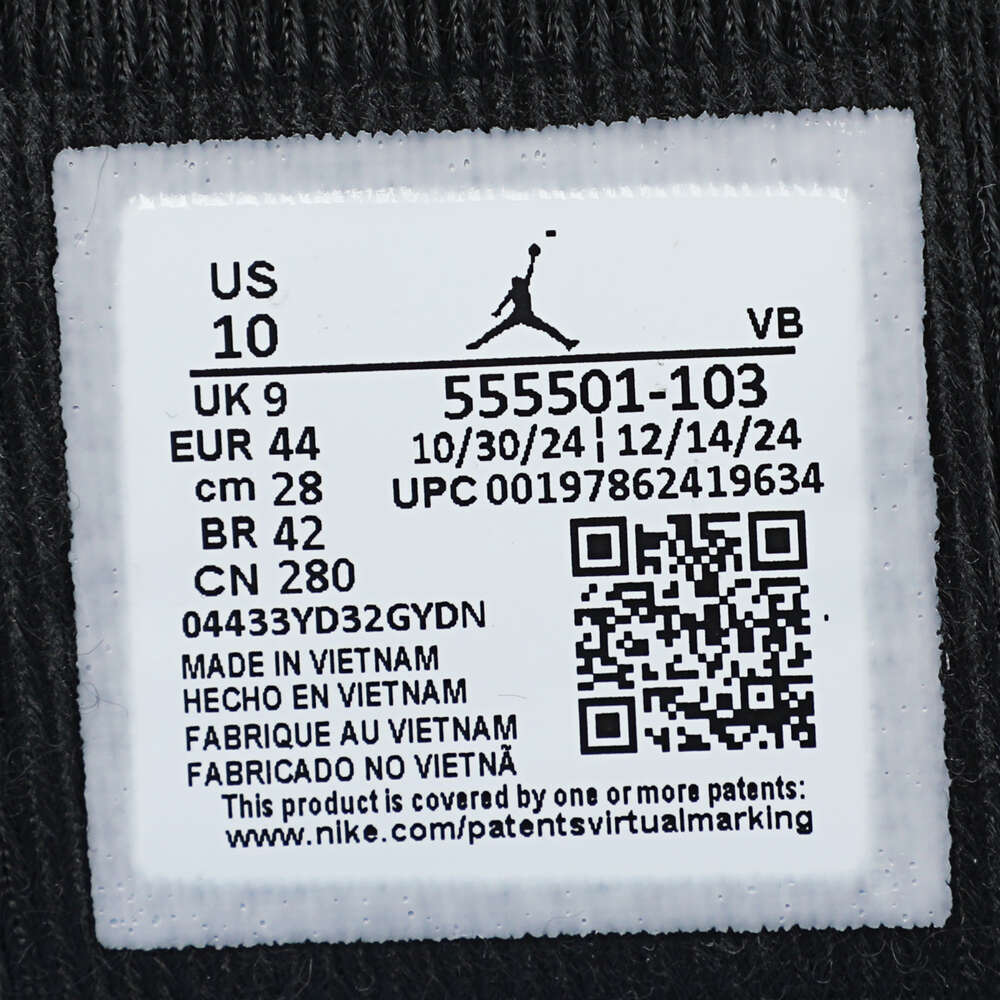 US
10
VB
UK 9
555501-103
EUR 44
10/30/24 ¦ 12/14/24
cm 28
UPC 00197862419634
BR 42
CN 280
04433YD32GYDN
MADE IN VIETNAM
HECHO EN VIETNAM
FABRIQUE AU VIETNAM
FABRICADO NO VIETNÃ
This product is covered by one or more patents:
www.nike.com/patentsvirtualmarking